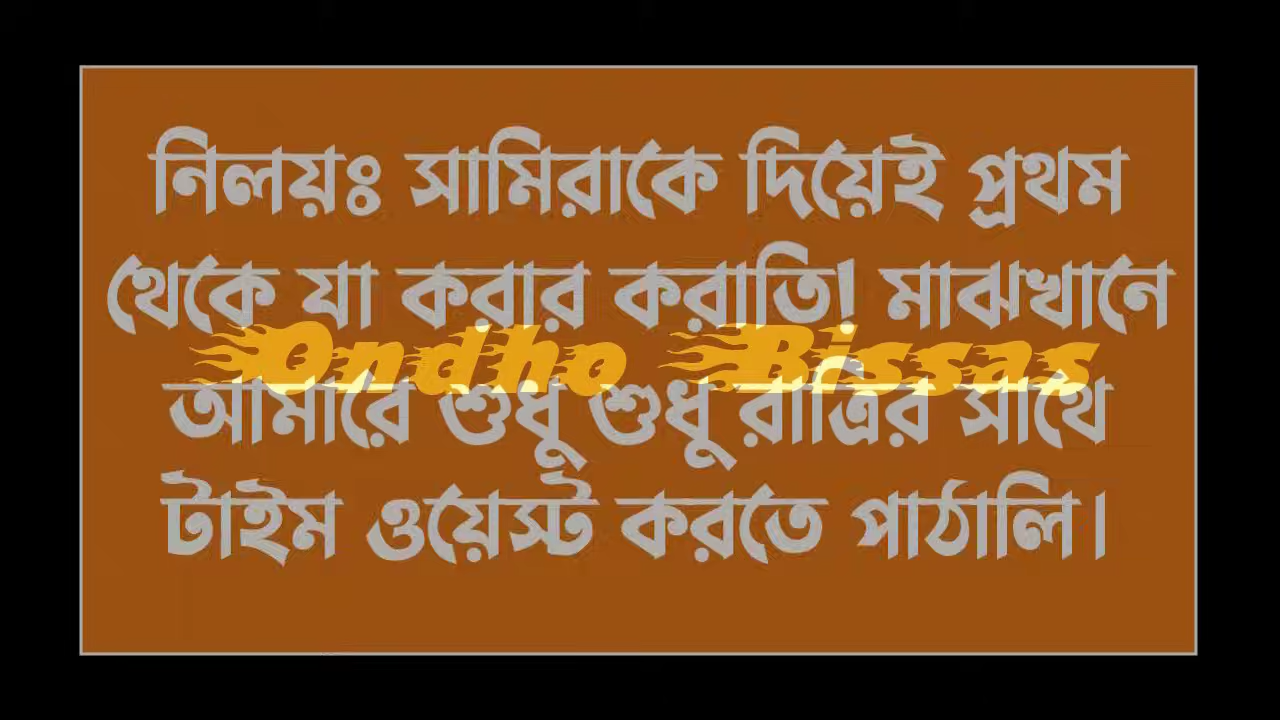 নিলয়ঃ সামিরাকে দিয়েই প্রথম
থেকে যা করার করাতি! মাঝখানে
Ondho Bissas
আমারে শুধু শুধু রাত্রির সাথে
টাইম ওয়েস্ট করতে পাঠালি।